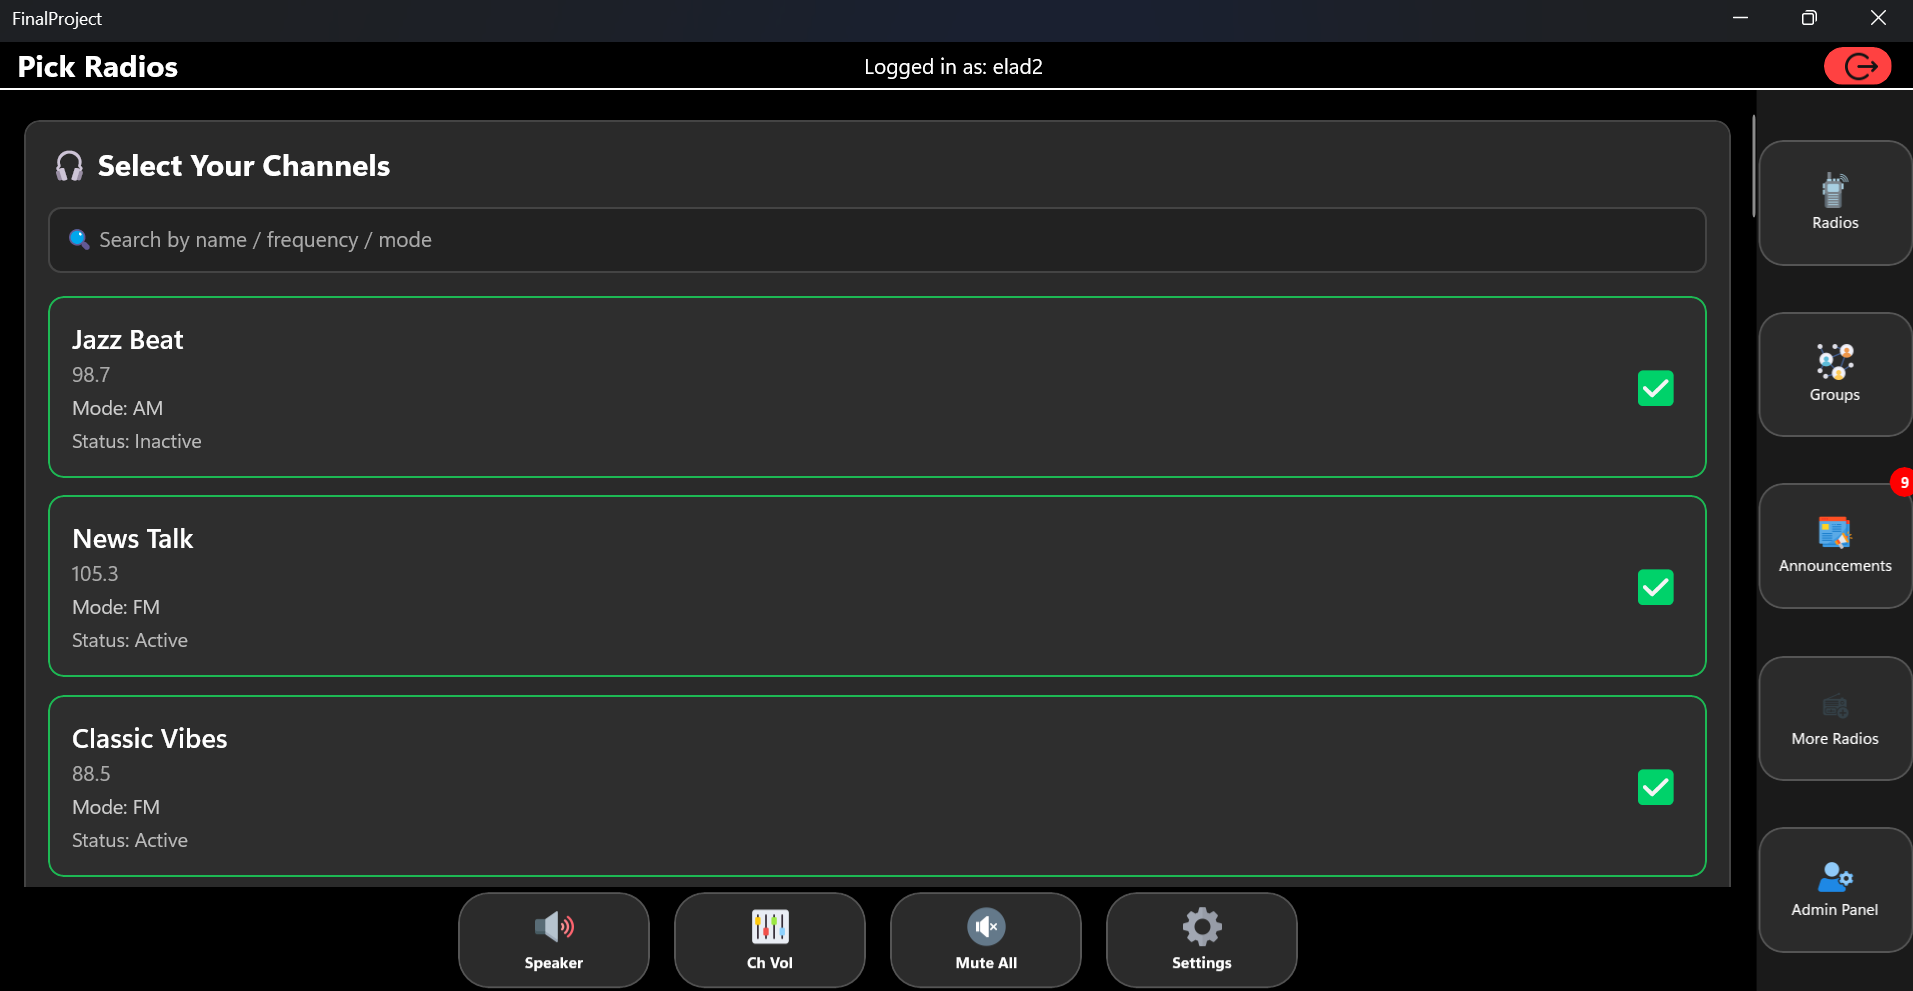 FinalProject
Pick Radios
Logged in as: elad2
Select Your Channels
Search by name / frequency / mode
Jazz Beat
98.7
Mode: AM
Status: Inactive
News Talk
105.3
Mode: FM
Status: Active
Classic Vibes
88.5
Mode: FM
Status: Active
Radios
Groups
9
Announcements
More Radios
Admin Panel
Speaker
Ch Vol
Mute All
Settings